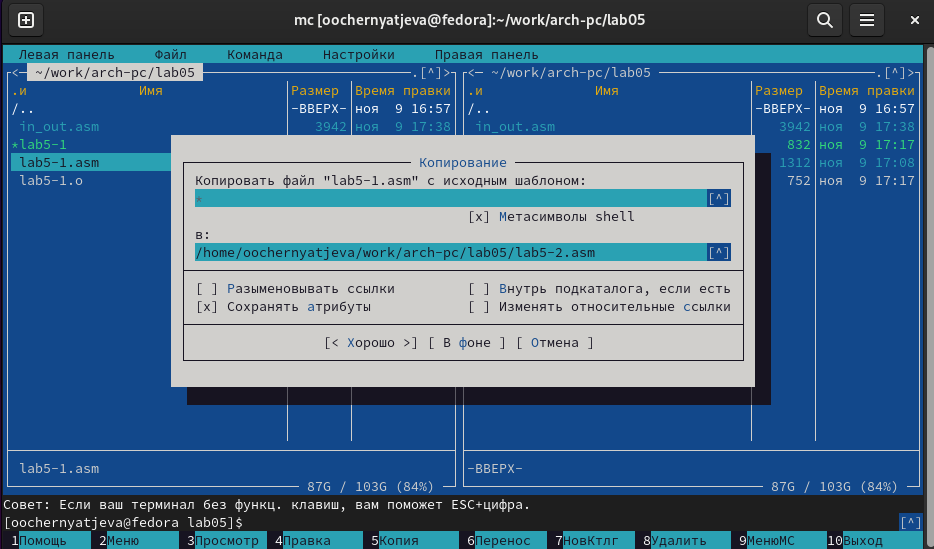 mc [oochernyatjeva@fedora]:~/work/arch-pc/lab05
Левая панель Файл Команда Настройки Правая панель
<─ ~/work/arch-pc/lab05 .[^]> <─ ~/work/arch-pc/lab05 .[^]>
.и Имя Размер Время правки .и Имя Размер Время правки
/.. -ВВЕРХ- ноя 9 16:57 /.. -ВВЕРХ- ноя 9 16:57
in_out.asm 3942 ноя 9 17:38 in_out.asm 3942 ноя 9 17:38
*lab5-1 832 ноя 9 17:17
lab5-1.asm 1312 ноя 9 17:08
lab5-1.o 752 ноя 9 17:17
Копирование
Копировать файл "lab5-1.asm" с исходным шаблоном:
* [^]
[x] Метасимволы shell
в:
/home/oochernyatjeva/work/arch-pc/lab05/lab5-2.asm [^]
[ ] Разыменовывать ссылки [ ] Внутрь подкаталога, если есть
[x] Сохранять атрибуты [ ] Изменять относительные ссылки
[< Хорошо >] [ В фоне ] [ Отмена ]
lab5-1.asm -ВВЕРХ-
87G / 103G (84%) 87G / 103G (84%)
Совет: Если ваш терминал без функц. клавиш, вам поможет ESC+цифра.
[oochernyatjeva@fedora lab05]$ [^]
1Помощь 2Меню 3Просмотр 4Правка 5Копия 6Перенос 7НовКтлг 8Удалить 9МенюМС 10Выход